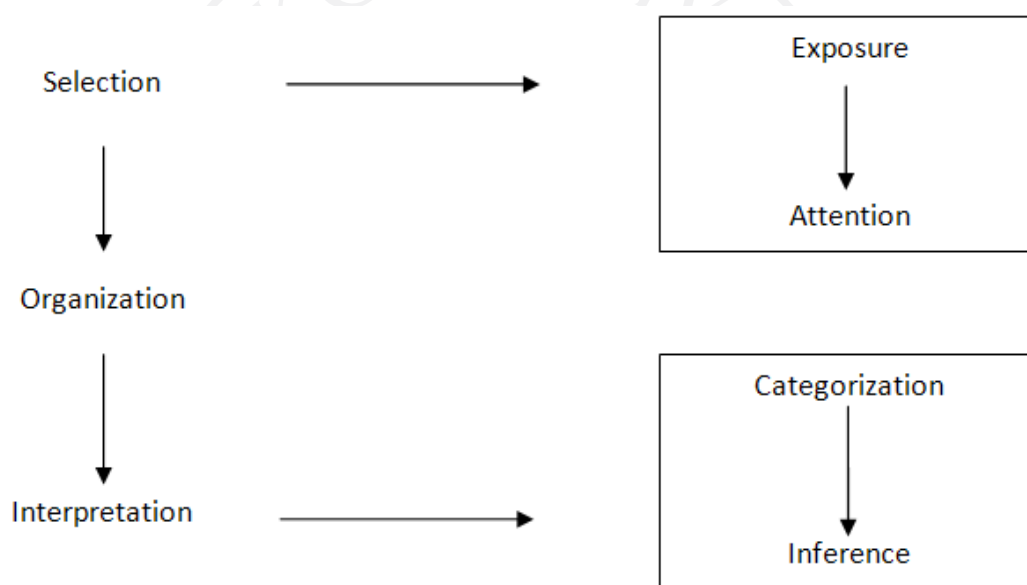 Exposure
Selection
Attention
Organization
Categorization
Interpretation
Inference